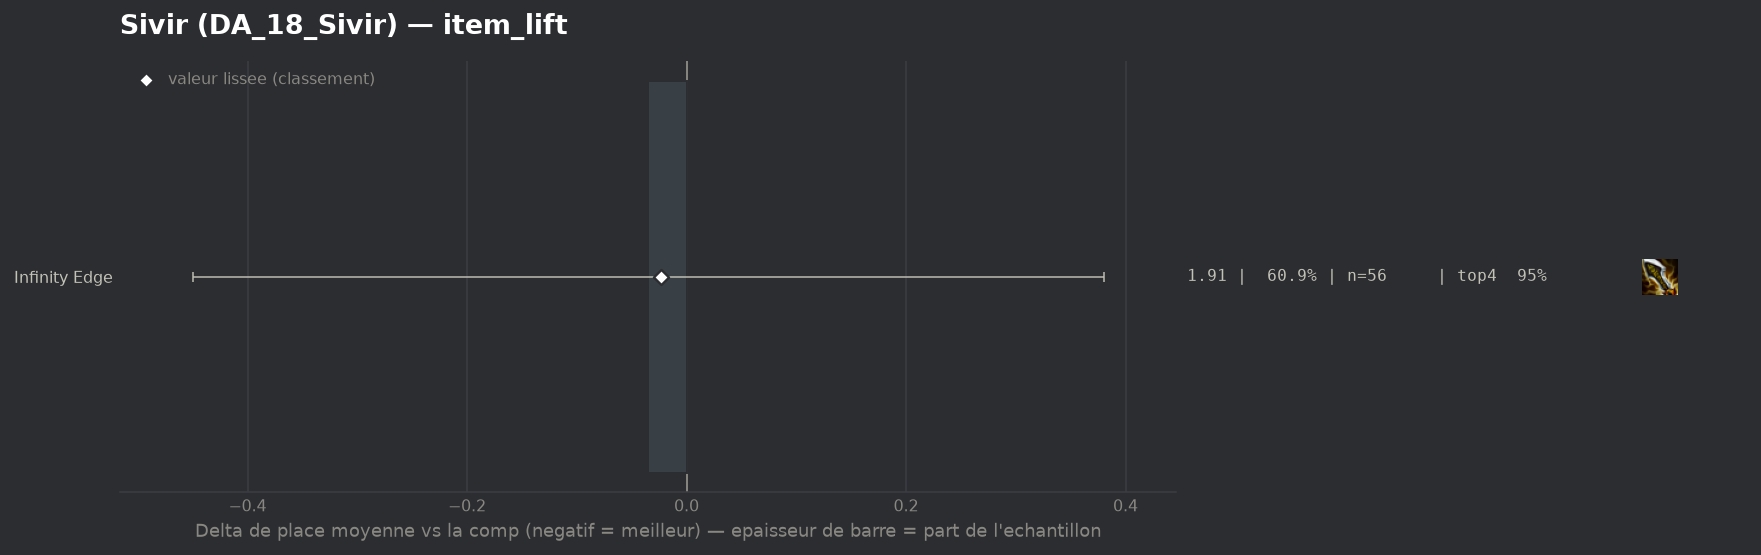 Sivir (DA_18_Sivir) — item_lift
valeur lissee (classement)
Infinity Edge
1.91 | 60.9% | n=56 | top4 95%
−0.4 −0.2 0.0 0.2 0.4
Delta de place moyenne vs la comp (negatif = meilleur) — epaisseur de barre = part de l'echantillon